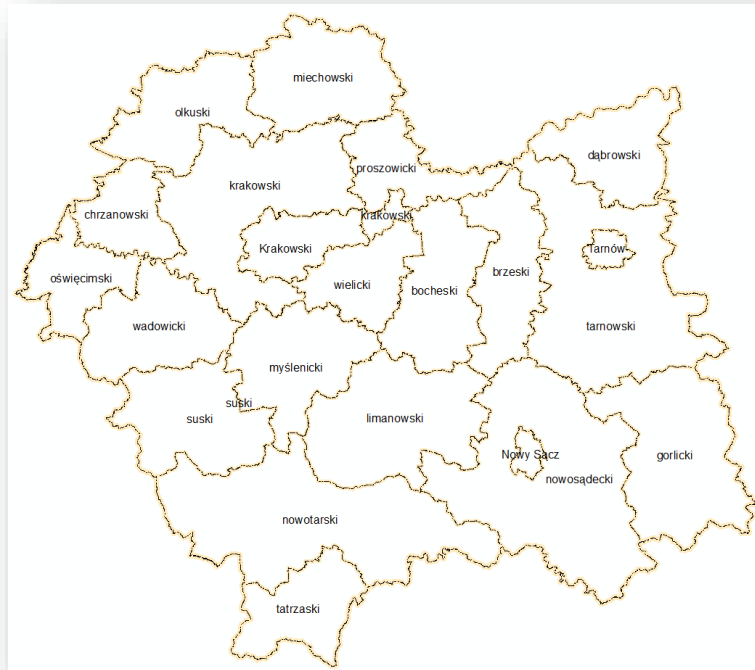 miechowski
olkuski
dąbrowski
proszowicki
krakowski
chrzanowski
krakowski
Krakowski
Tarnów
oświęcimski
brzeski
wielicki
bocheski
wadowicki
tarnowski
myślenicki
suski
suski
limanowski
Nowy Sącz
gorlicki
nowosądecki
nowotarski
tatrzaski